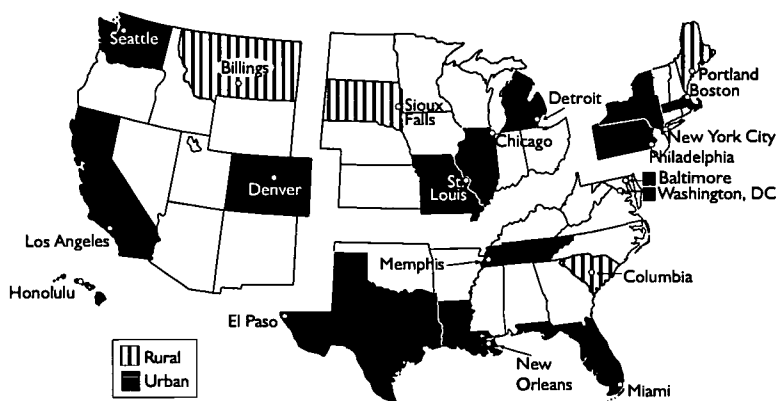 Seattle
Billings
Sioux
Falls
Detroit
Portland
Boston
Chicago
New York City
Philadelphia
Denver
St.
Louis
Baltimore
Washington, DC
Los Angeles
Memphis
Columbia
Honolulu
El Paso
Rural
Urban
New
Orleans
Miami